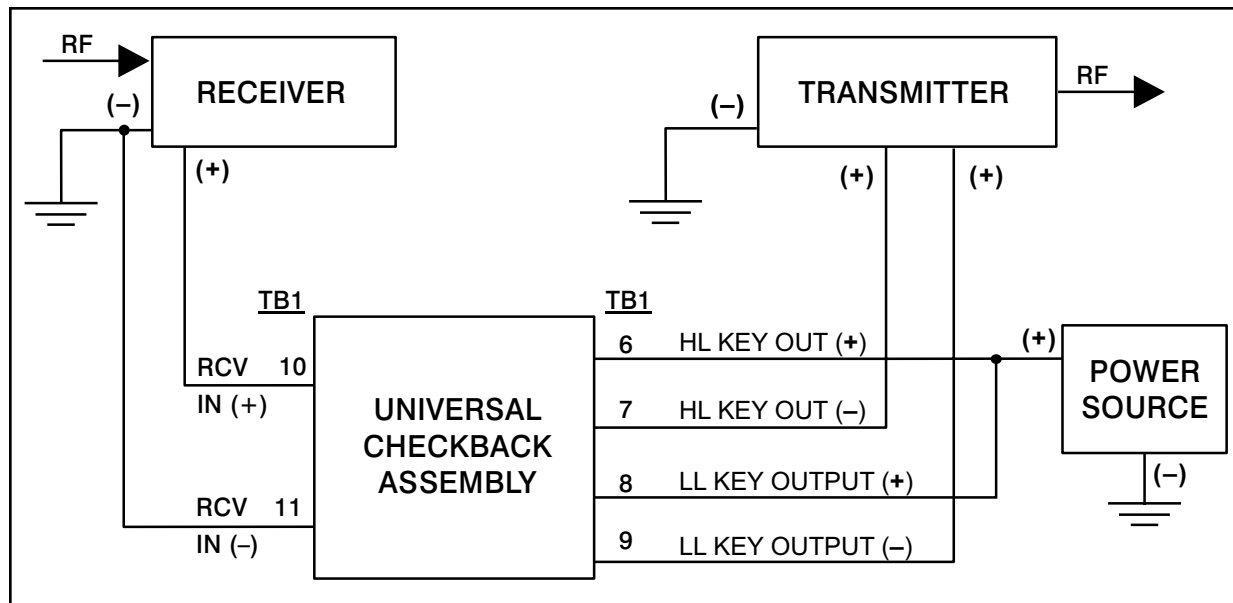 RF
RECEIVER
(–)
(+)
TRANSMITTER
RF
(–)
(+)
(+)
TB1
TB1
RCV 10
IN (+)
RCV 11
IN (–)
UNIVERSAL
CHECKBACK
ASSEMBLY
6 HL KEY OUT (+)
7 HL KEY OUT (–)
8 LL KEY OUTPUT (+)
9 LL KEY OUTPUT (–)
(+)
POWER
SOURCE
(–)